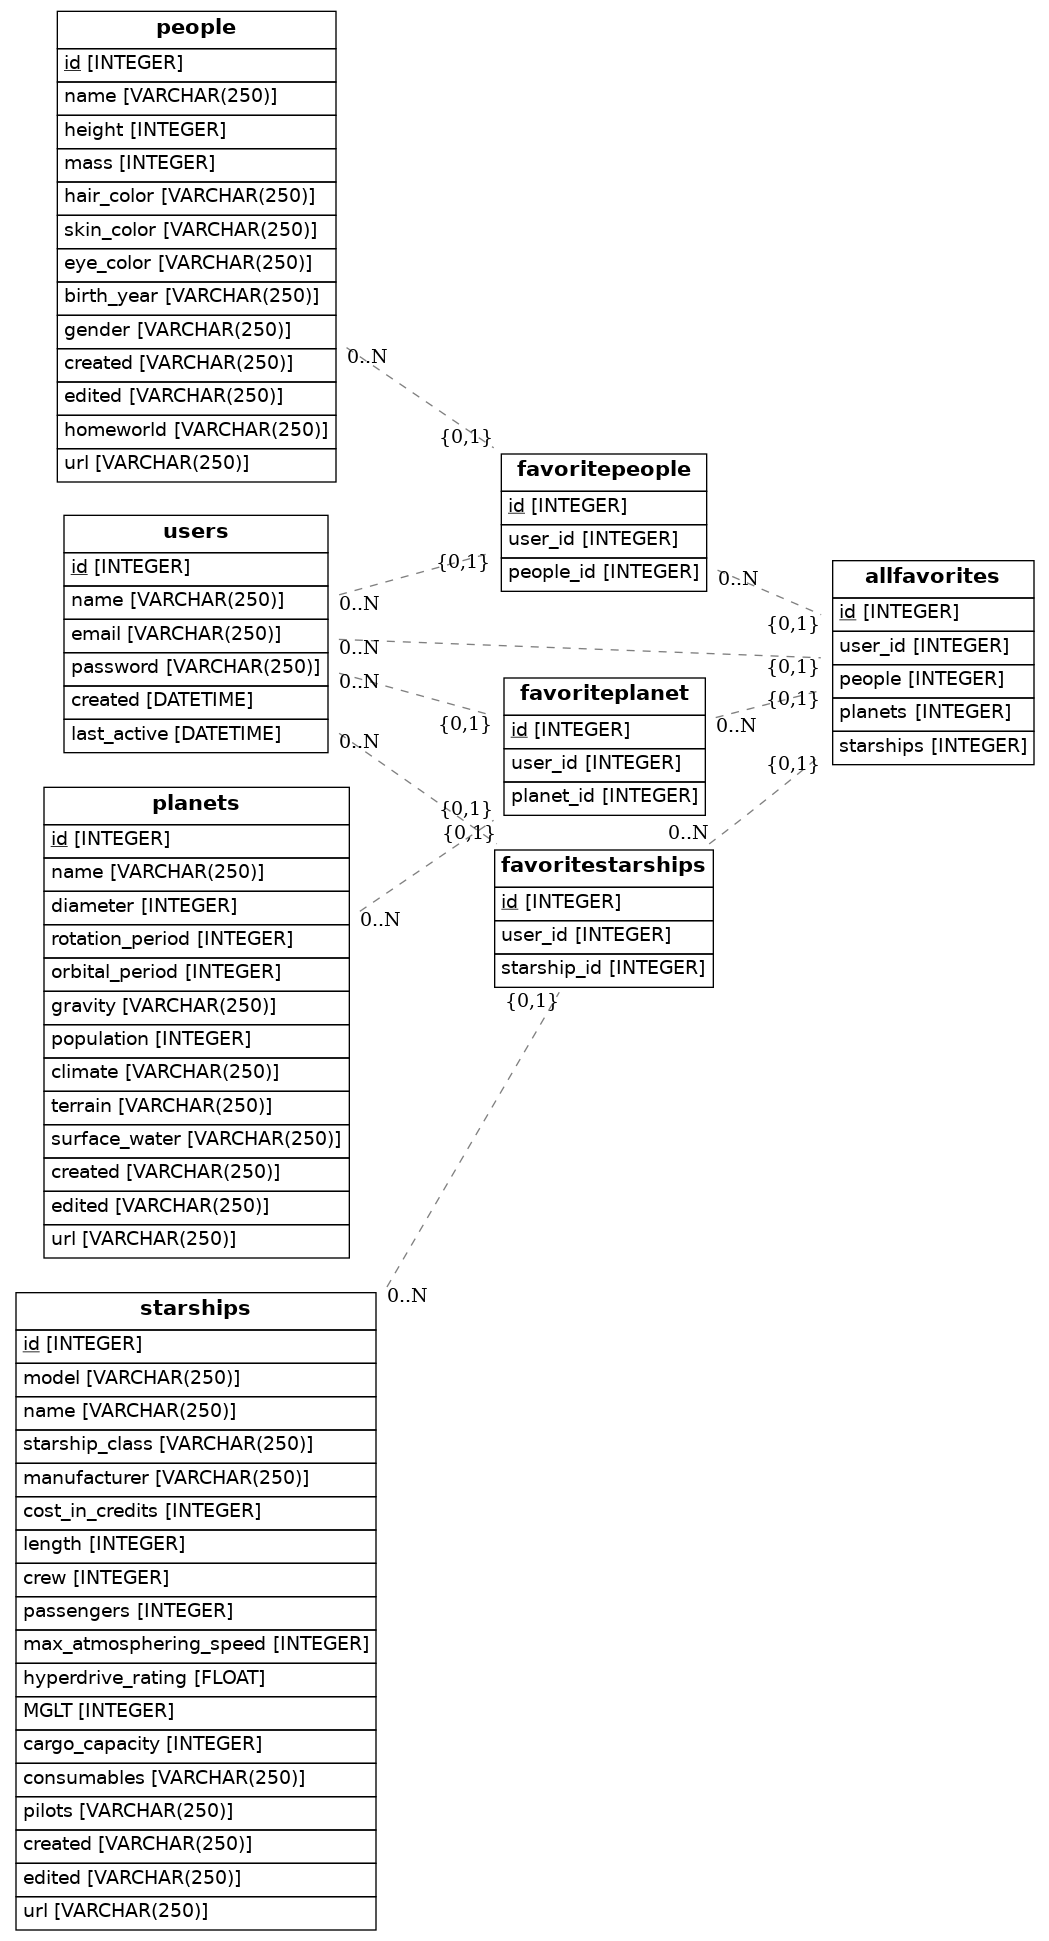 people
id [INTEGER]
name [VARCHAR(250)]
height [INTEGER]
mass [INTEGER]
hair_color [VARCHAR(250)]
skin_color [VARCHAR(250)]
eye_color [VARCHAR(250)]
birth_year [VARCHAR(250)]
gender [VARCHAR(250)]
created [VARCHAR(250)]
edited [VARCHAR(250)]
homeworld [VARCHAR(250)]
url [VARCHAR(250)]
0..N
{0,1}
users
id [INTEGER]
name [VARCHAR(250)]
email [VARCHAR(250)]
password [VARCHAR(250)]
created [DATETIME]
last_active [DATETIME]
0..N
{0,1}
0..N
{0,1}
0..N
{0,1}
0..N
{0,1}
favoritepeople
id [INTEGER]
user_id [INTEGER]
people_id [INTEGER]
0..N
{0,1}
allfavorites
id [INTEGER]
user_id [INTEGER]
people [INTEGER]
planets [INTEGER]
starships [INTEGER]
favoriteplanet
id [INTEGER]
user_id [INTEGER]
planet_id [INTEGER]
0..N
{0,1}
planets
id [INTEGER]
name [VARCHAR(250)]
diameter [INTEGER]
rotation_period [INTEGER]
orbital_period [INTEGER]
gravity [VARCHAR(250)]
population [INTEGER]
climate [VARCHAR(250)]
terrain [VARCHAR(250)]
surface_water [VARCHAR(250)]
created [VARCHAR(250)]
edited [VARCHAR(250)]
url [VARCHAR(250)]
0..N
{0,1}
favoritestarships
id [INTEGER]
user_id [INTEGER]
starship_id [INTEGER]
0..N
{0,1}
{0,1}
0..N
starships
id [INTEGER]
model [VARCHAR(250)]
name [VARCHAR(250)]
starship_class [VARCHAR(250)]
manufacturer [VARCHAR(250)]
cost_in_credits [INTEGER]
length [INTEGER]
crew [INTEGER]
passengers [INTEGER]
max_atmosphering_speed [INTEGER]
hyperdrive_rating [FLOAT]
MGLT [INTEGER]
cargo_capacity [INTEGER]
consumables [VARCHAR(250)]
pilots [VARCHAR(250)]
created [VARCHAR(250)]
edited [VARCHAR(250)]
url [VARCHAR(250)]